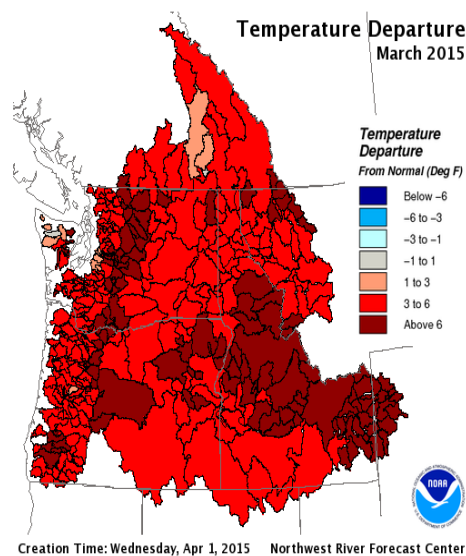 Temperature Departure
March 2015
Temperature
Departure
From Normal (Deg F)
Below -6
-6 to -3
-3 to -1
-1 to 1
1 to 3
3 to 6
Above 6
NOAA
Creation Time: Wednesday, Apr 1, 2015 Northwest River Forecast Center